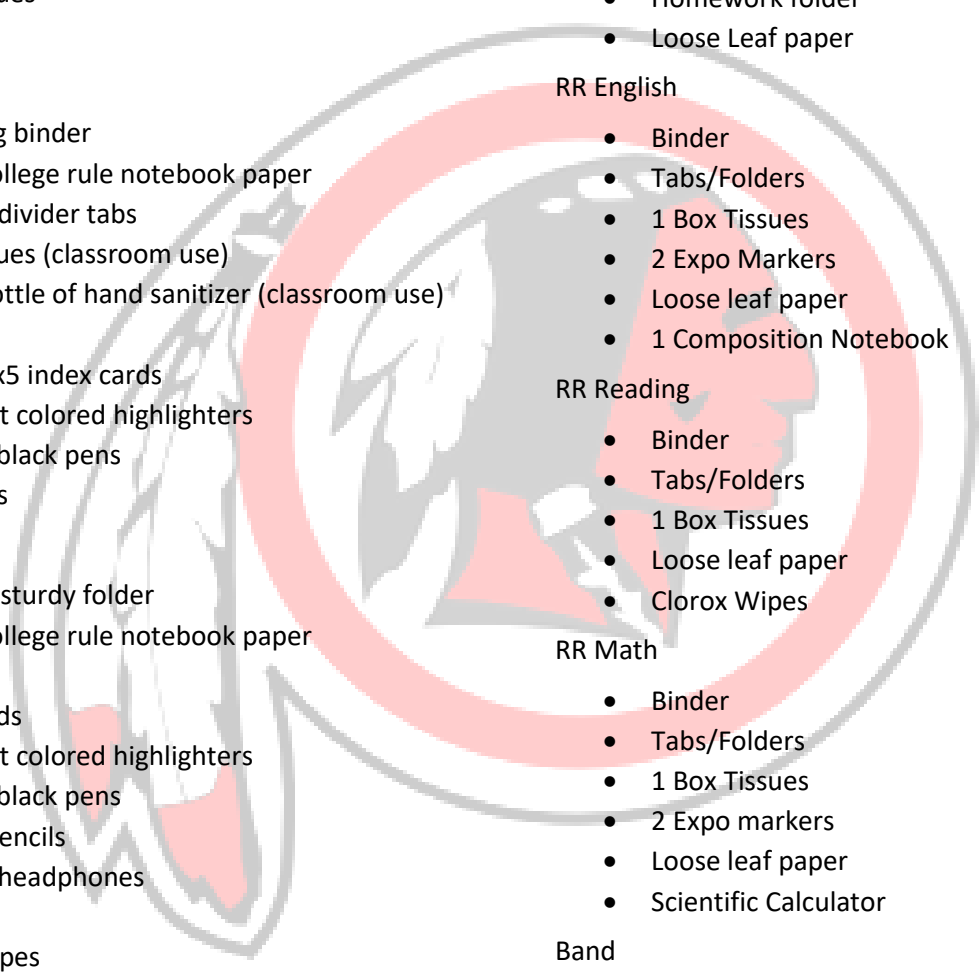 g binder
ollege rule notebook paper
divider tabs
ues (classroom use)
ottle of hand sanitizer (classroom use)
x5 index cards
t colored highlighters
black pens
s
sturdy folder
ollege rule notebook paper
ds
t colored highlighters
black pens
encils
headphones
pes
Homework folder
• Loose Leaf paper
RR English
• Binder
• Tabs/Folders
• 1 Box Tissues
• 2 Expo Markers
• Loose leaf paper
• 1 Composition Notebook
RR Reading
• Binder
• Tabs/Folders
• 1 Box Tissues
• Loose leaf paper
• Clorox Wipes
RR Math
• Binder
• Tabs/Folders
• 1 Box Tissues
• 2 Expo markers
• Loose leaf paper
• Scientific Calculator
Band